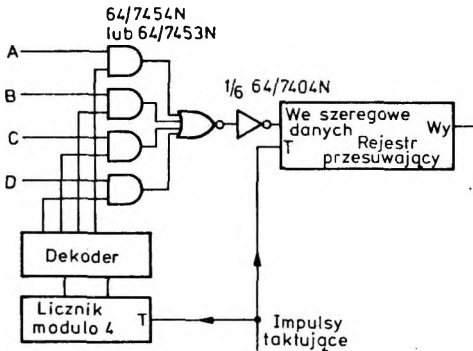 64/7454N
lub 64/7453N
A
B
C
D
1/6 64/7404N
We szeregowe
danych
Wy
Rejestr
T
przesuwający
Dekoder
Licznik
modulo 4
T
Impulsy
taktujące